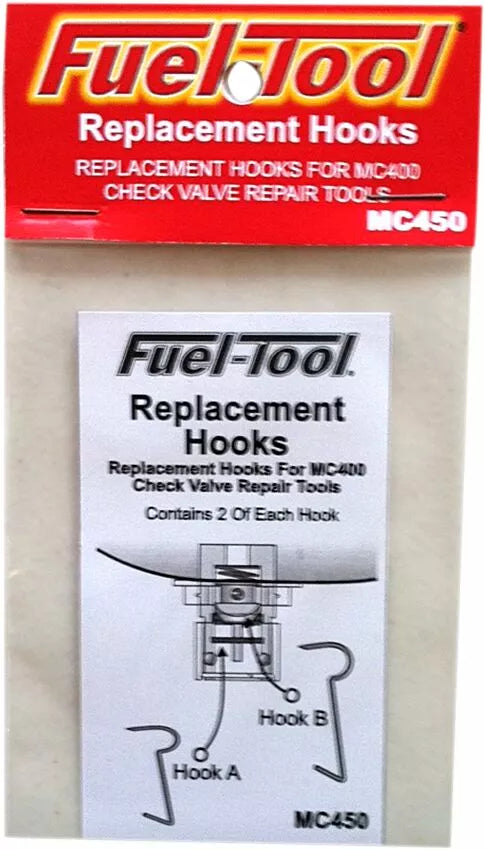 Fuel-Tool®
Replacement Hooks
REPLACEMENT HOOKS FOR MC400
CHECK VALVE REPAIR TOOLS
MC450
Fuel-Tool®
Replacement
Hooks
Replacement Hooks For MC400
Check Valve Repair Tools
Contains 2 Of Each Hook
Hook B
Hook A
MC450